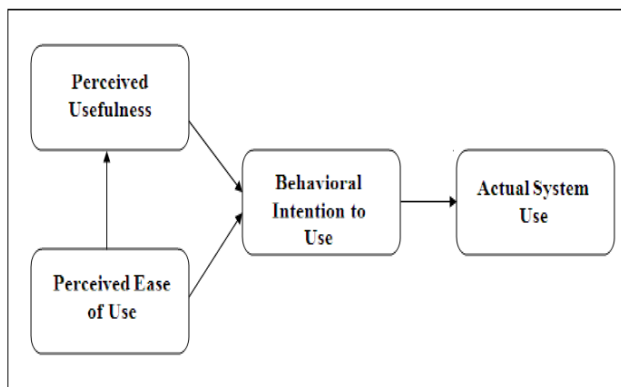 Perceived
Usefulness
Behavioral
Intention to
Use
Actual System
Use
Perceived Ease
of Use